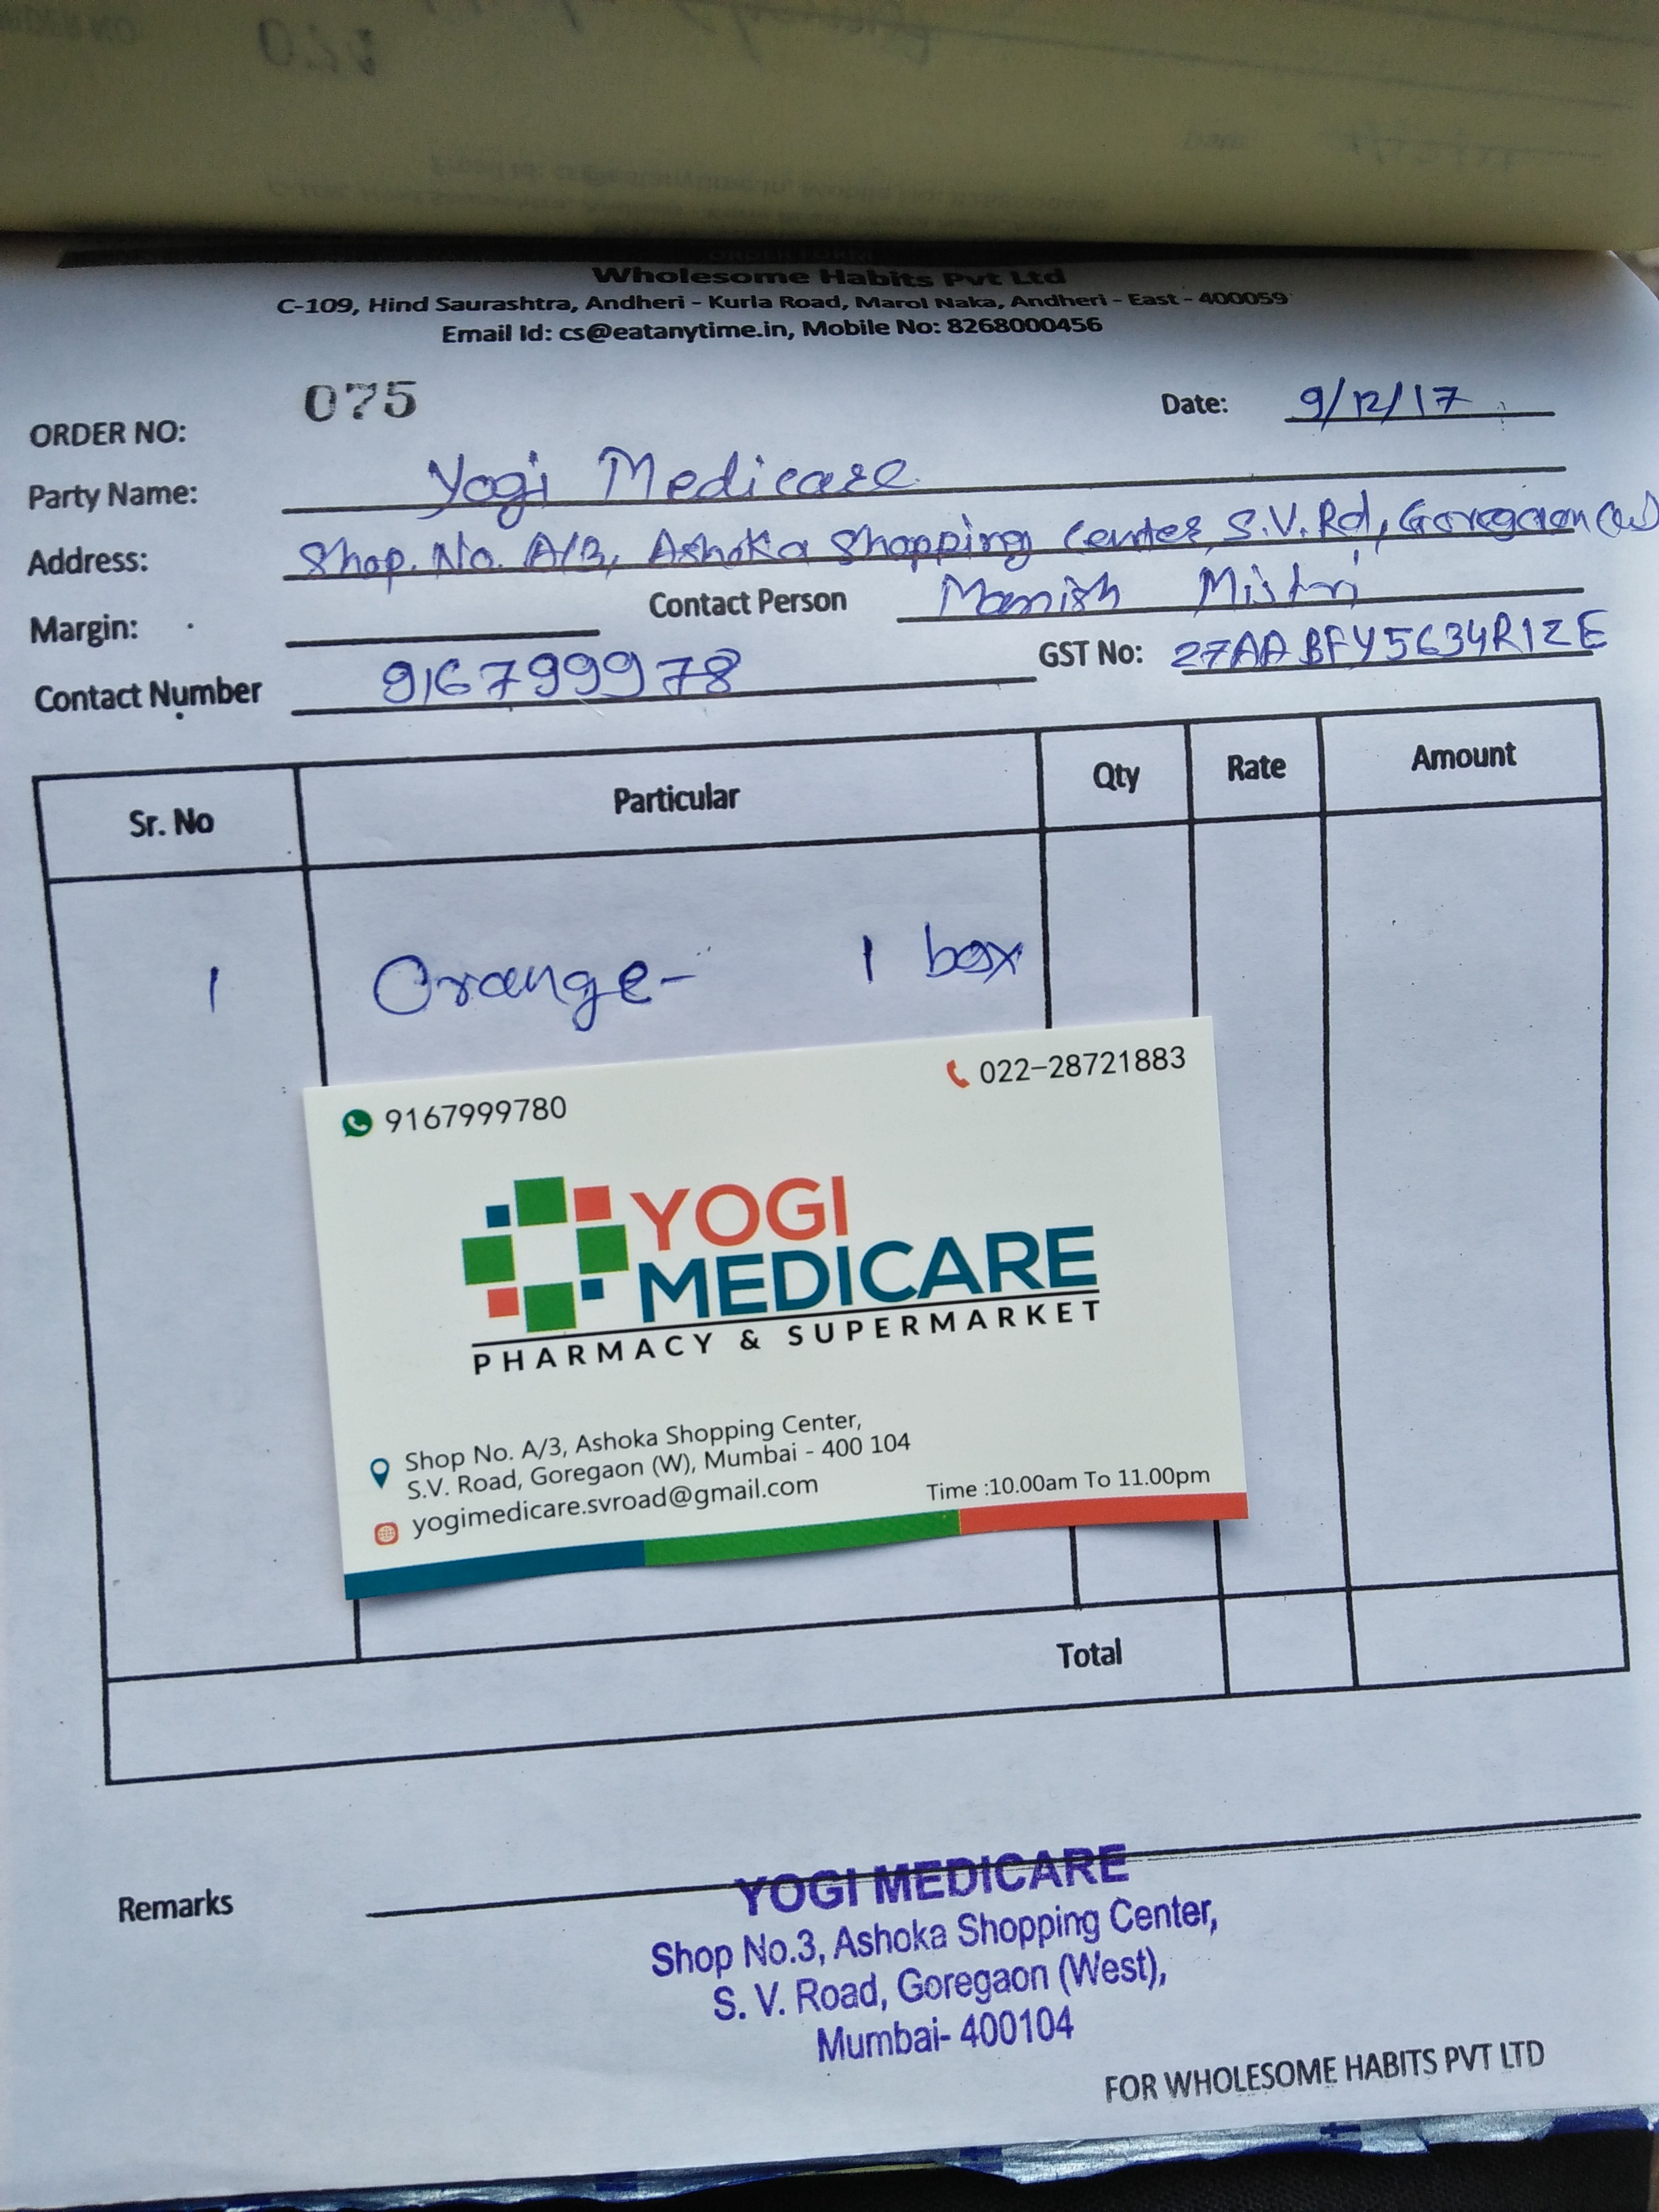 ORDER FORM
Wholesome Habits Pvt Ltd
C-109, Hind Saurashtra, Andheri - Kurla Road, Marol Naka, Andheri - East - 400059
Email Id: cs@eatanytime.in, Mobile No: 8268000456
ORDER NO: 075 Date: 9/12/17
Party Name: Yogi Medicare
Address: Shop. No. A/3, Ashoka Shopping Center, S.V. Rd, Goregaon (W)
Margin: Contact Person Manish Mistri
Contact Number 916799978 GST No: 27AABFY5634R1ZE
Sr. No Particular Qty Rate Amount
1 Orange- 1 box
9167999780 022-28721883
YOGI
MEDICARE
PHARMACY & SUPERMARKET
Shop No. A/3, Ashoka Shopping Center,
S.V. Road, Goregaon (W), Mumbai - 400 104
yogimedicare.svroad@gmail.com Time :10.00am To 11.00pm
Total
Remarks
YOGI MEDICARE
Shop No.3, Ashoka Shopping Center,
S. V. Road, Goregaon (West),
Mumbai- 400104
FOR WHOLESOME HABITS PVT LTD